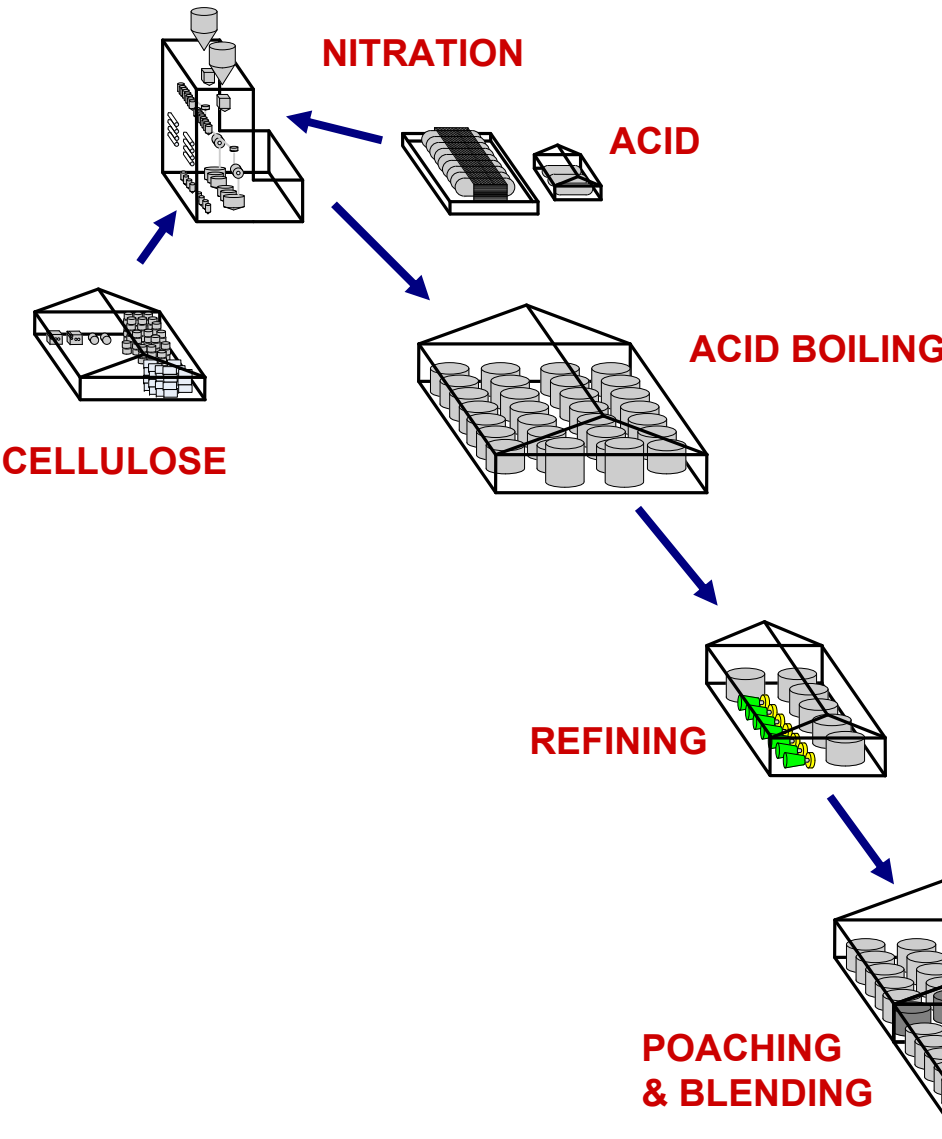 NITRATION
ACID
ACID BOILING
CELLULOSE
REFINING
POACHING
& BLENDING